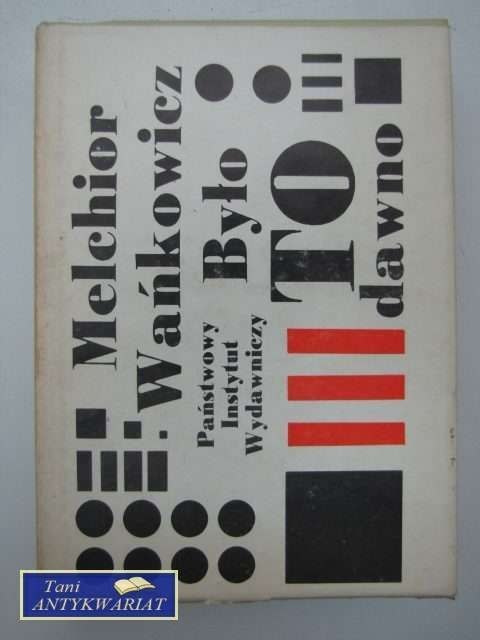 Melchior
Wańkowicz
Było
TO
dawno
Państwowy
Instytut
Wydawniczy
Tani
ANTYKWARIAT